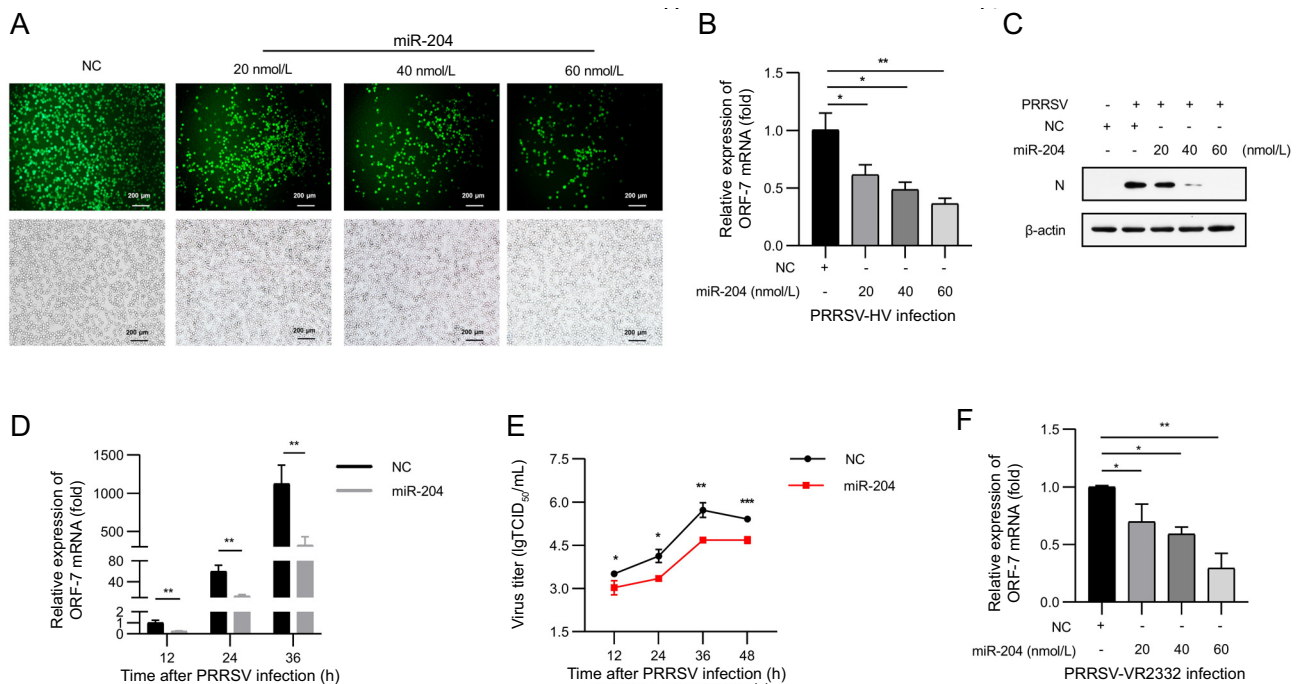 A
miR-204
NC
20 nmol/L
40 nmol/L
60 nmol/L
200 μm
200 μm
200 μm
200 μm
200 μm
200 μm
200 μm
200 μm
B
Relative expression of
ORF-7 mRNA (fold)
1.5
1.0
0.5
0.0
**
*
*
NC + - - -
miR-204 (nmol/L) - 20 40 60
PRRSV-HV infection
C
PRRSV - + + + +
NC + + - - -
miR-204 - - 20 40 60 (nmol/L)
N
β-actin
D
Relative expression of
ORF-7 mRNA (fold)
1500
1000
500
80
40
2
1
0
**
**
**
NC
miR-204
12 24 36
Time after PRRSV infection (h)
E
Virus titer (lgTCID50/mL)
7.5
6.0
4.5
3.0
1.5
*
*
**
***
NC
miR-204
12 24 36 48
Time after PRRSV infection (h)
F
Relative expression of
ORF-7 mRNA (fold)
1.5
1.0
0.5
0.0
**
*
*
NC + - - -
miR-204 (nmol/L) - 20 40 60
PRRSV-VR2332 infection